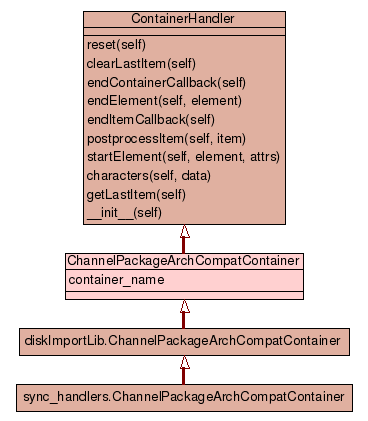 ContainerHandler
reset(self)
clearLastItem(self)
endContainerCallback(self)
endElement(self, element)
endItemCallback(self)
postprocessItem(self, item)
startElement(self, element, attrs)
characters(self, data)
getLastItem(self)
__init__(self)
ChannelPackageArchCompatContainer
container_name
diskImportLib.ChannelPackageArchCompatContainer
sync_handlers.ChannelPackageArchCompatContainer